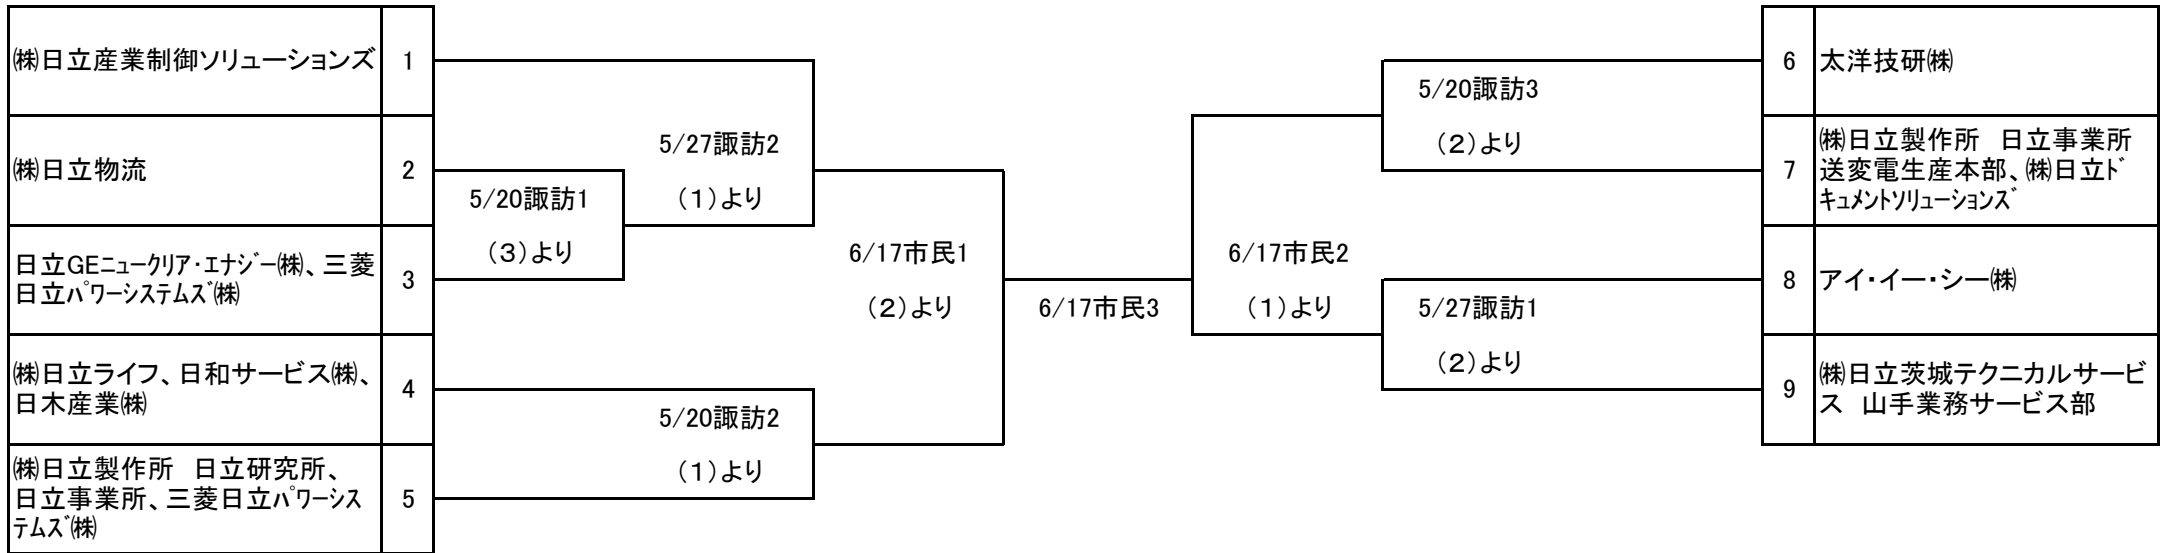 ㈱日立産業制御ソリューションズ 1
㈱日立物流 2
日立GEニュークリア・エナジー㈱、三菱
日立パワーシステムズ㈱
3
㈱日立ライフ、日和サービス㈱、
日木産業㈱
4
㈱日立製作所　日立研究所、
日立事業所、三菱日立パワーシス
テムズ㈱
5
5/20諏訪1
（3）より
5/27諏訪2
（1）より
5/20諏訪2
（1）より
6/17市民1
（2）より
6/17市民3
6/17市民2
（1）より
5/20諏訪3
（2）より
5/27諏訪1
（2）より
6 太洋技研㈱
7
㈱日立製作所　日立事業所
送変電生産本部、㈱日立ド
キュメントソリューションズ
8 アイ・イー・シー㈱
9
㈱日立茨城テクニカルサービ
ス　山手業務サービス部